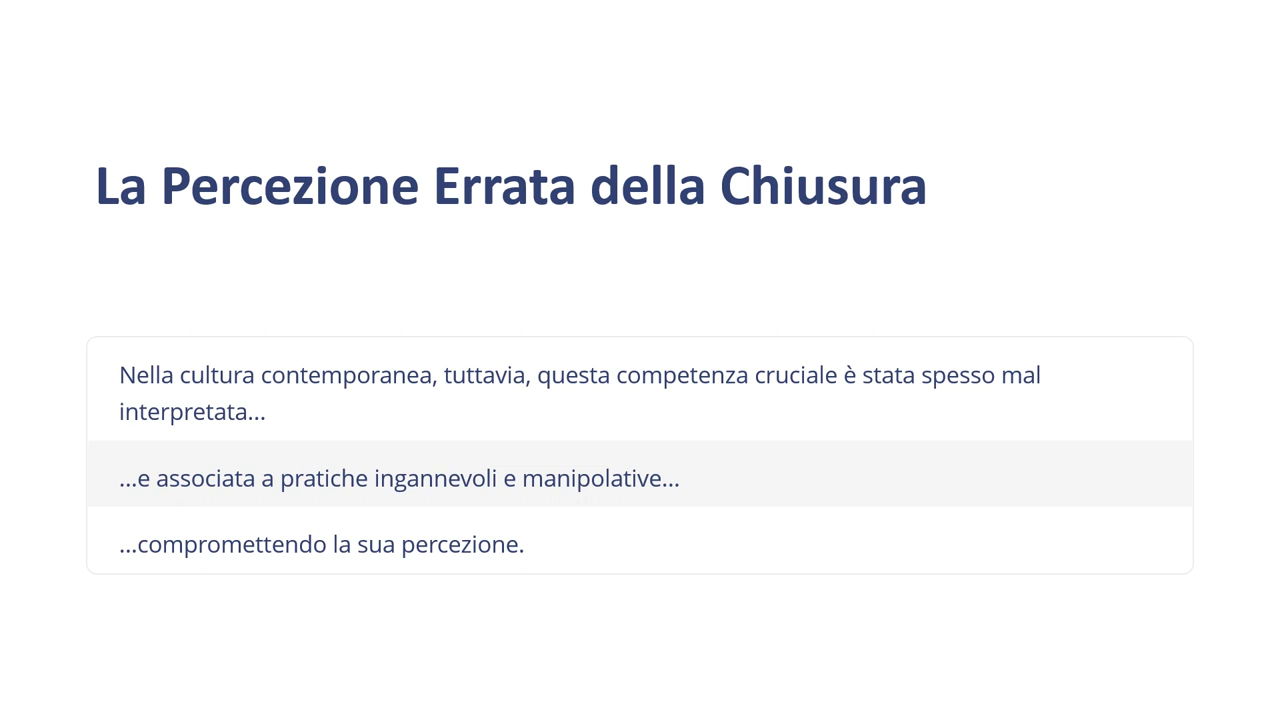 La Percezione Errata della Chiusura
Nella cultura contemporanea, tuttavia, questa competenza cruciale è stata spesso mal
interpretata...
...e associata a pratiche ingannevoli e manipolative...
...compromettendo la sua percezione.